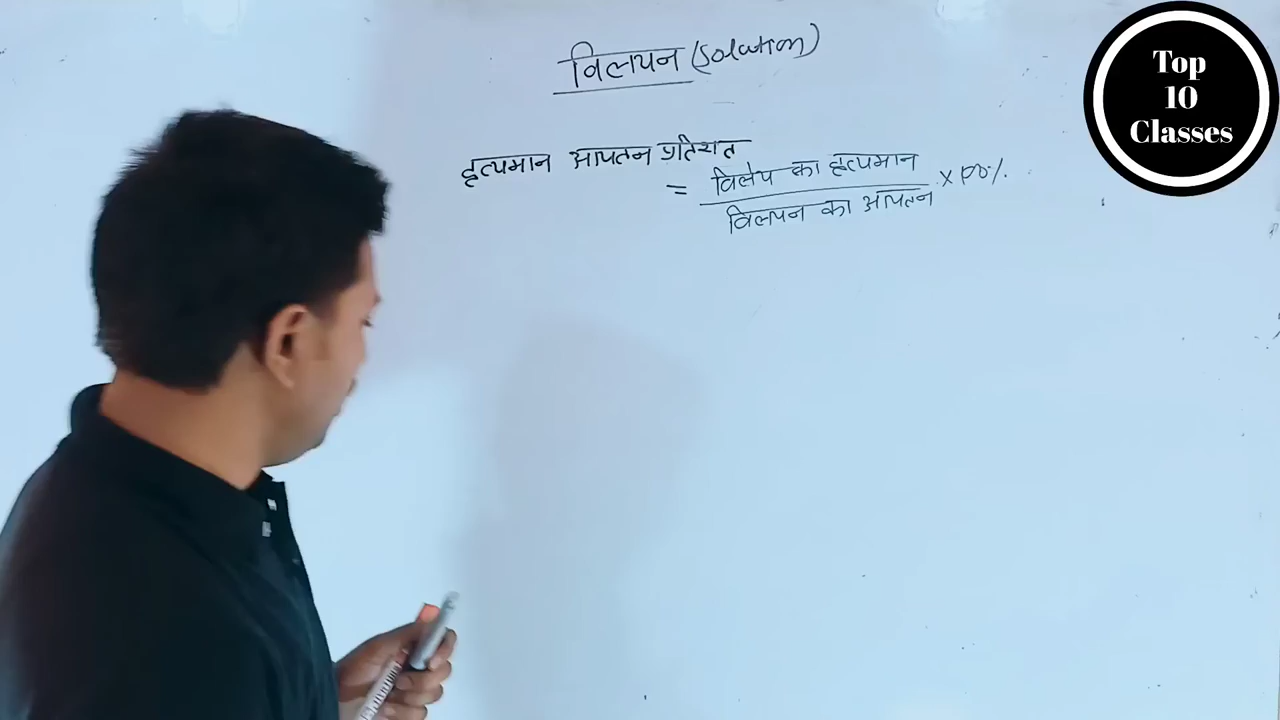 विलयन (Solution)
द्रव्यमान आयतन प्रतिशत
= विलेय का द्रव्यमान × 100%
विलयन का आयतन
Top
10
Classes